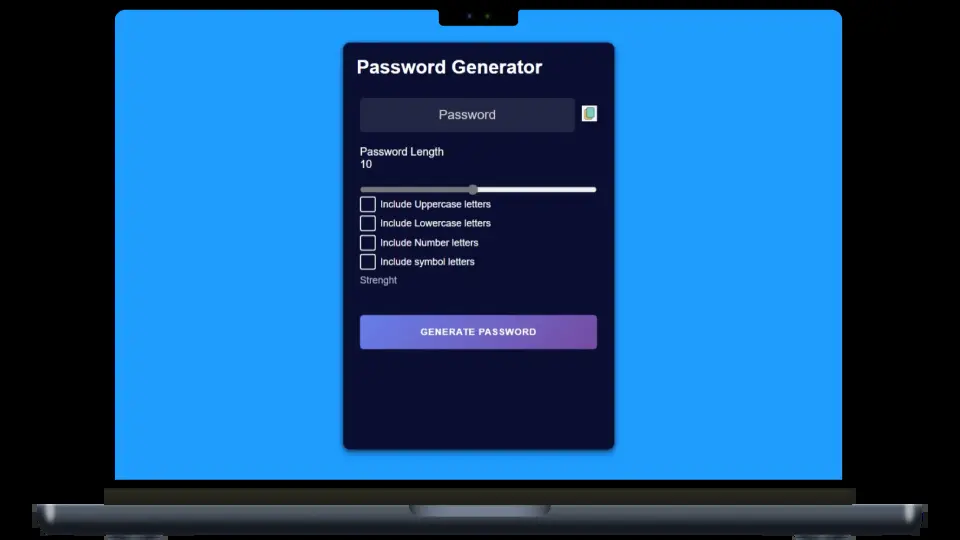 Password Generator
Password
Password Length
10
Include Uppercase letters
Include Lowercase letters
Include Number letters
Include symbol letters
Strenght
GENERATE PASSWORD